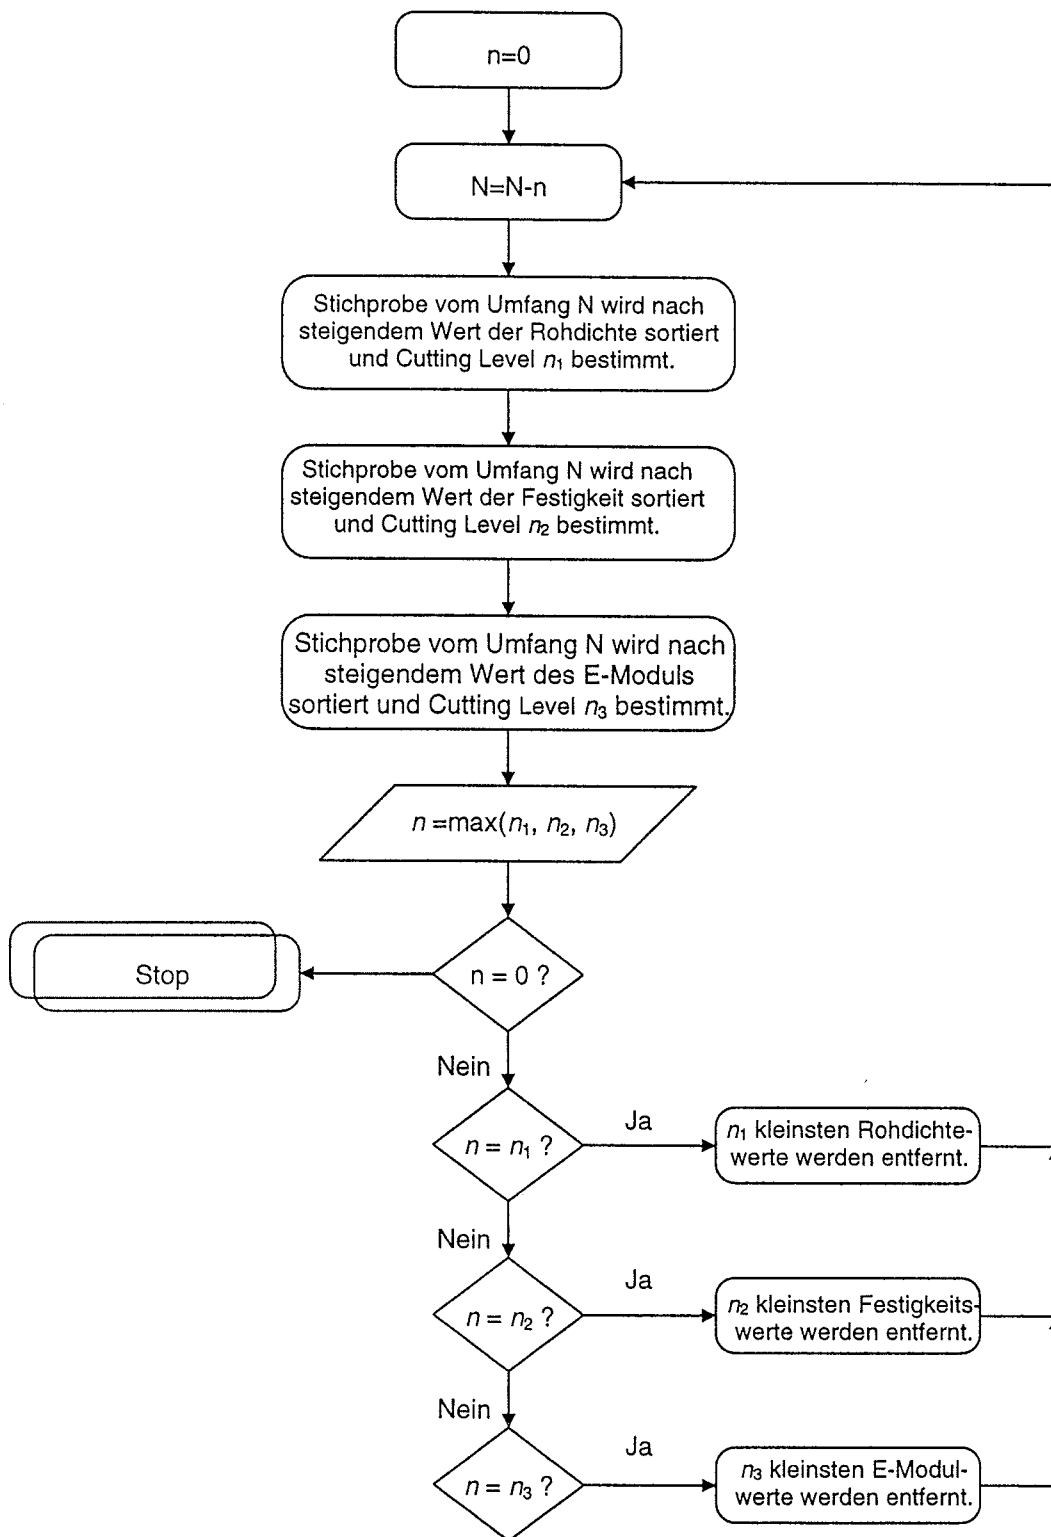 n=0
N=N-n
Stichprobe vom Umfang N wird nach
steigendem Wert der Rohdichte sortiert
und Cutting Level n₁ bestimmt.
Stichprobe vom Umfang N wird nach
steigendem Wert der Festigkeit sortiert
und Cutting Level n₂ bestimmt.
Stichprobe vom Umfang N wird nach
steigendem Wert des E-Moduls
sortiert und Cutting Level n₃ bestimmt.
n =max(n₁, n₂, n₃)
n = 0 ?
Stop
Nein
n = n₁ ?
Ja
n₁ kleinsten Rohdichte-
werte werden entfernt.
Nein
n = n₂ ?
Ja
n₂ kleinsten Festigkeits-
werte werden entfernt.
Nein
n = n₃ ?
Ja
n₃ kleinsten E-Modul-
werte werden entfernt.